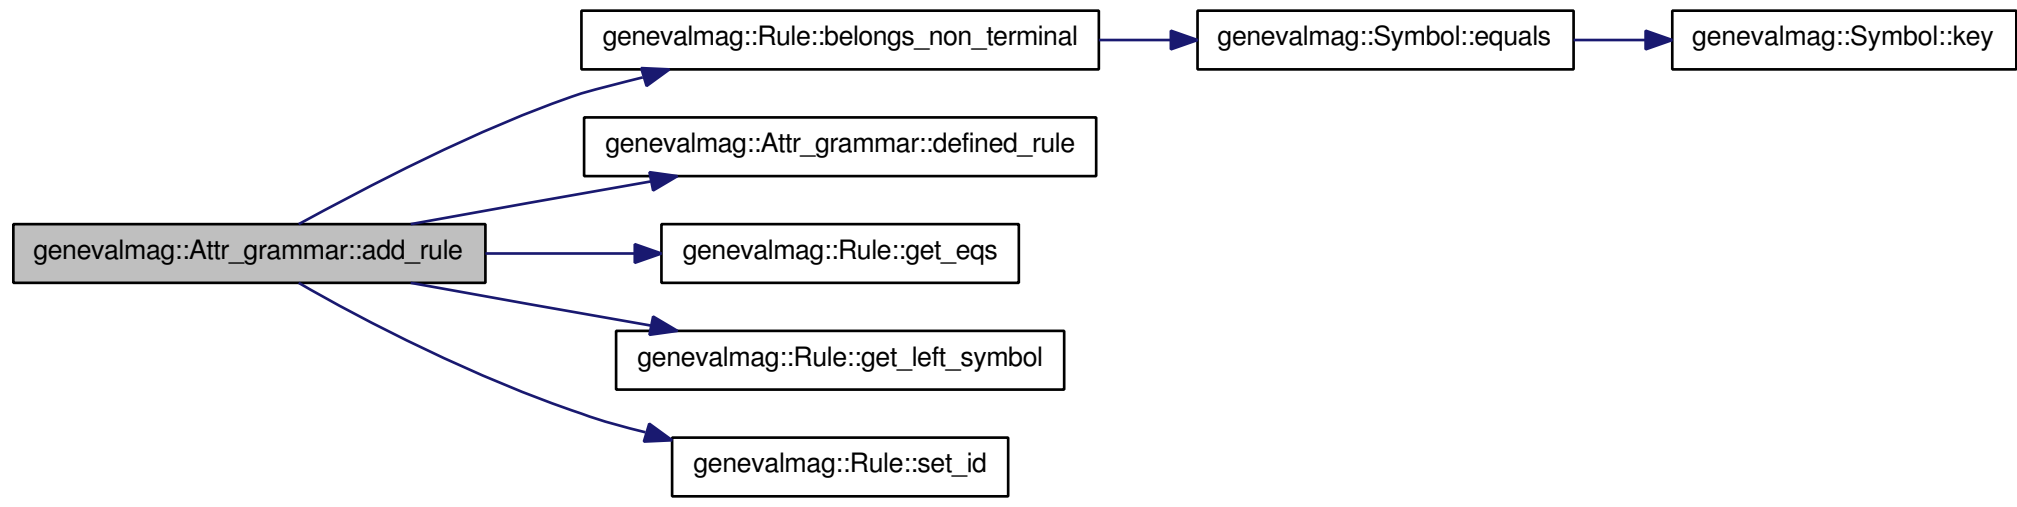 genevalmag::Rule::belongs_non_terminal
genevalmag::Symbol::equals
genevalmag::Symbol::key
genevalmag::Attr_grammar::defined_rule
genevalmag::Attr_grammar::add_rule
genevalmag::Rule::get_eqs
genevalmag::Rule::get_left_symbol
genevalmag::Rule::set_id